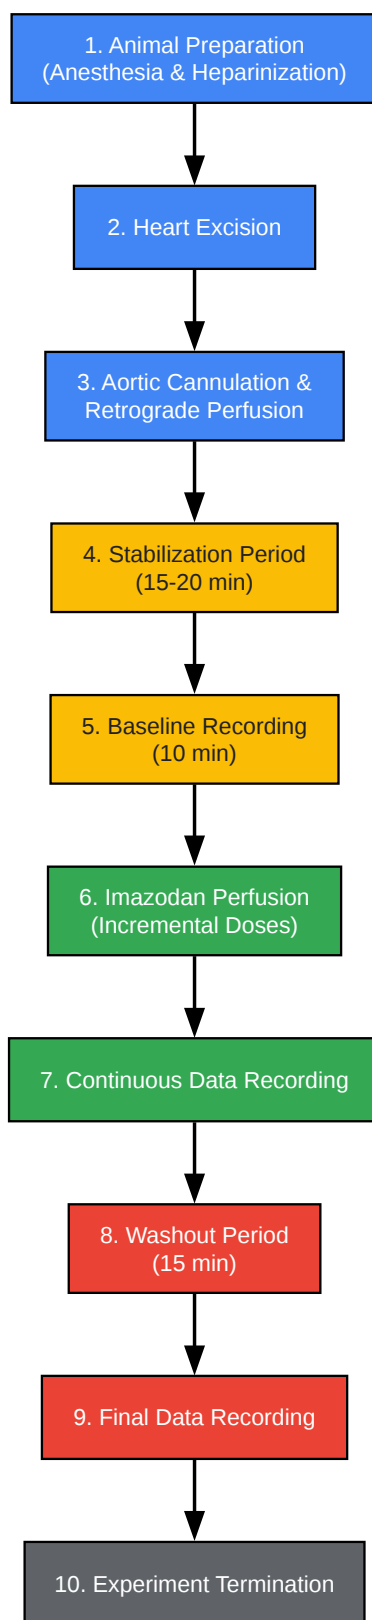 1. Animal Preparation
(Anesthesia & Heparinization)
2. Heart Excision
3. Aortic Cannulation &
Retrograde Perfusion
4. Stabilization Period
(15-20 min)
5. Baseline Recording
(10 min)
6. Imazodan Perfusion
(Incremental Doses)
7. Continuous Data Recording
8. Washout Period
(15 min)
9. Final Data Recording
10. Experiment Termination